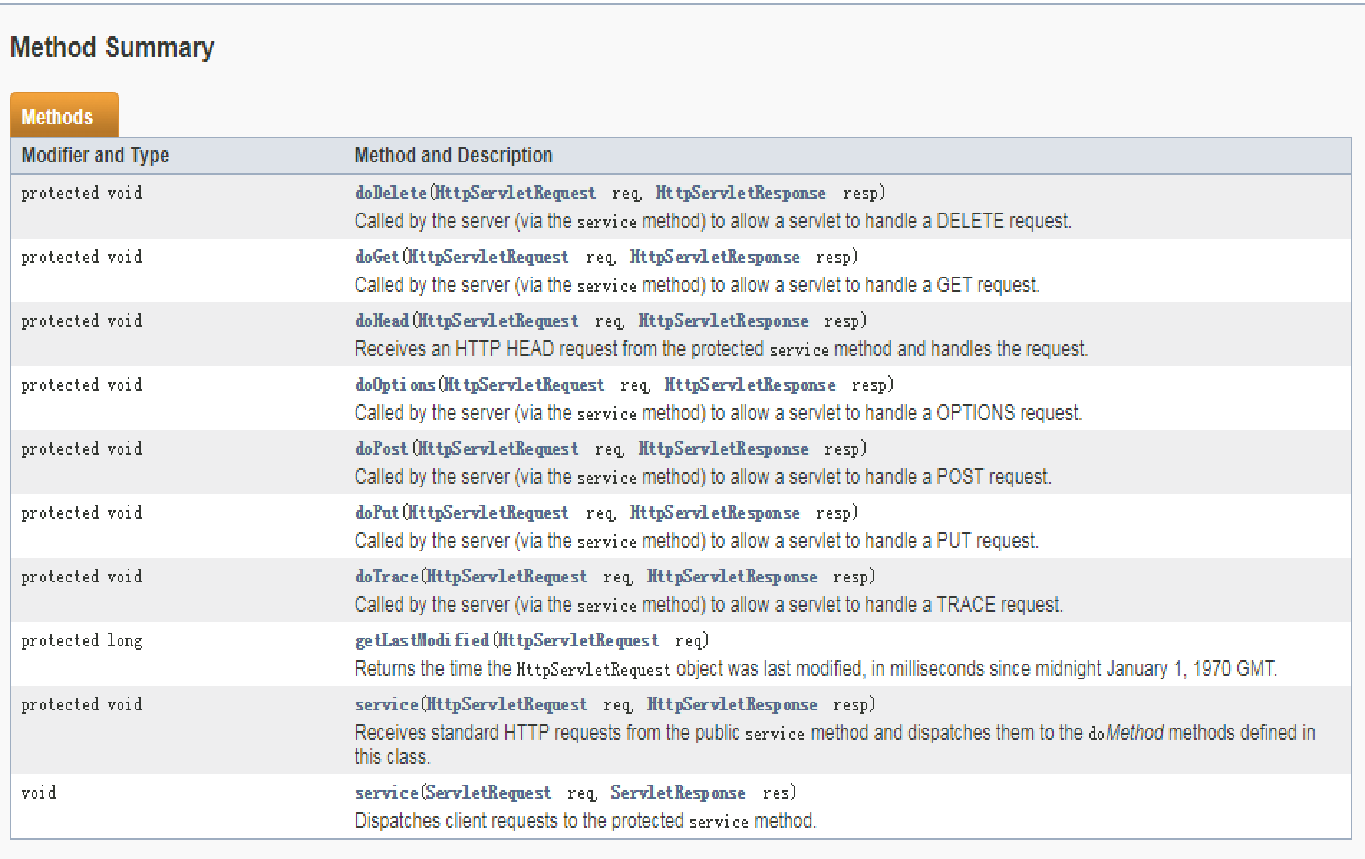 Method Summary
Methods
Modifier and Type Method and Description
protected void doDelete(HttpServletRequest req, HttpServletResponse resp)
Called by the server (via the service method) to allow a servlet to handle a DELETE request.
protected void doGet(HttpServletRequest req, HttpServletResponse resp)
Called by the server (via the service method) to allow a servlet to handle a GET request.
protected void doHead(HttpServletRequest req, HttpServletResponse resp)
Receives an HTTP HEAD request from the protected service method and handles the request.
protected void doOptions(HttpServletRequest req, HttpServletResponse resp)
Called by the server (via the service method) to allow a servlet to handle a OPTIONS request.
protected void doPost(HttpServletRequest req, HttpServletResponse resp)
Called by the server (via the service method) to allow a servlet to handle a POST request.
protected void doPut(HttpServletRequest req, HttpServletResponse resp)
Called by the server (via the service method) to allow a servlet to handle a PUT request.
protected void doTrace(HttpServletRequest req, HttpServletResponse resp)
Called by the server (via the service method) to allow a servlet to handle a TRACE request.
protected long getLastModified(HttpServletRequest req)
Returns the time the HttpServletRequest object was last modified, in milliseconds since midnight January 1, 1970 GMT.
protected void service(HttpServletRequest req, HttpServletResponse resp)
Receives standard HTTP requests from the public service method and dispatches them to the doMethod methods defined in
this class.
void service(ServletRequest req, ServletResponse res)
Dispatches client requests to the protected service method.